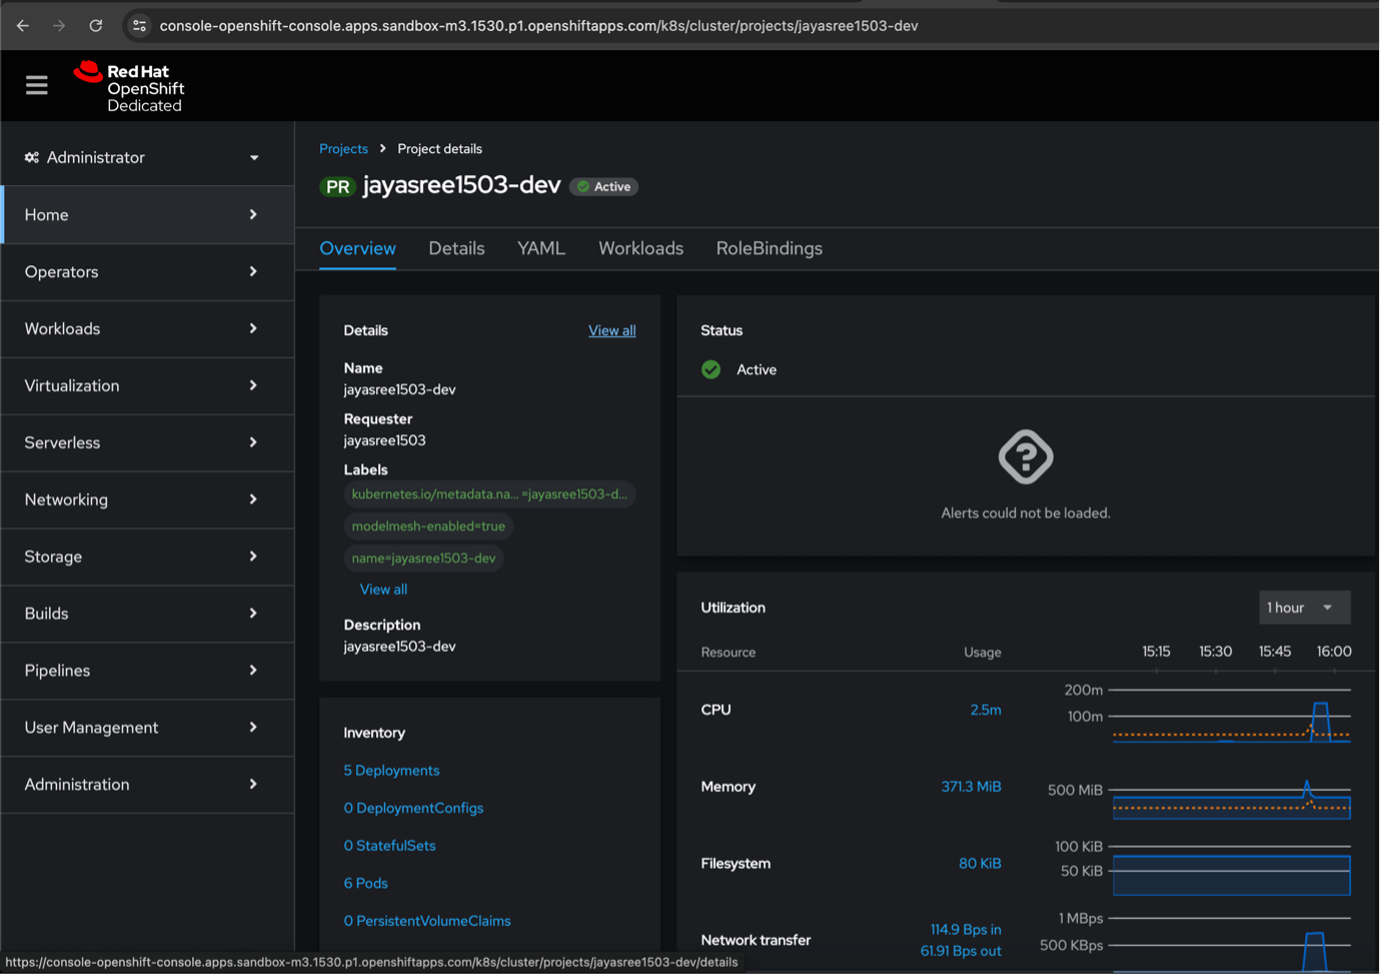 console-openshift-console.apps.sandbox-m3.1530.p1.openshiftapps.com/k8s/cluster/projects/jayasree1503-dev
Red Hat
OpenShift
Dedicated
Administrator
Home
Operators
Workloads
Virtualization
Serverless
Networking
Storage
Builds
Pipelines
User Management
Administration
Projects > Project details
PR jayasree1503-dev Active
Overview Details YAML Workloads RoleBindings
Details View all
Name
jayasree1503-dev
Requester
jayasree1503
Labels
kubernetes.io/metadata.na... =jayasree1503-d...
modelmesh-enabled=true
name=jayasree1503-dev
View all
Description
jayasree1503-dev
Inventory
5 Deployments
0 DeploymentConfigs
0 StatefulSets
6 Pods
0 PersistentVolumeClaims
Status
Active
Alerts could not be loaded.
Utilization 1 hour
Resource Usage 15:15 15:30 15:45 16:00
CPU 2.5m 200m 100m
Memory 371.3 MiB 500 MiB
Filesystem 80 KiB 100 KiB 50 KiB
Network transfer 114.9 Bps in 61.91 Bps out 1 MBps 500 KBps
https://console-openshift-console.apps.sandbox-m3.1530.p1.openshiftapps.com/k8s/cluster/projects/jayasree1503-dev/details